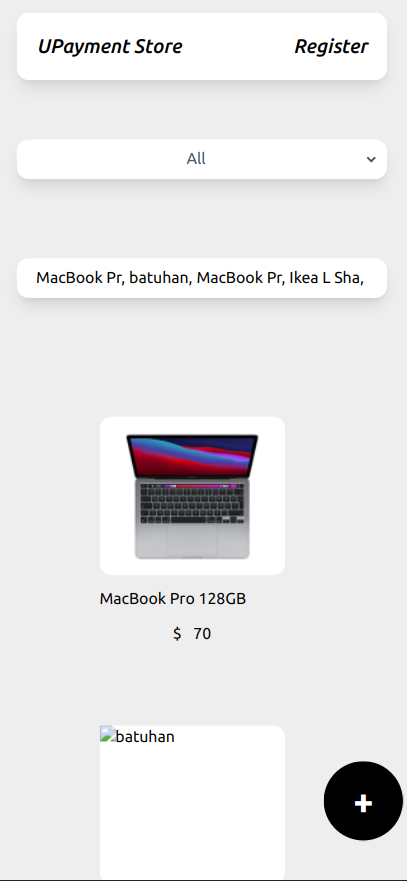 UPayment Store Register
All
MacBook Pr, batuhan, MacBook Pr, Ikea L Sha,
MacBook Pro 128GB
$ 70
batuhan
+